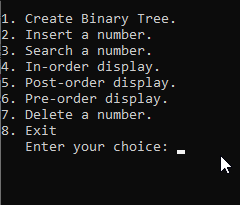 1. Create Binary Tree.
2. Insert a number.
3. Search a number.
4. In-order display.
5. Post-order display.
6. Pre-order display.
7. Delete a number.
8. Exit
Enter your choice: